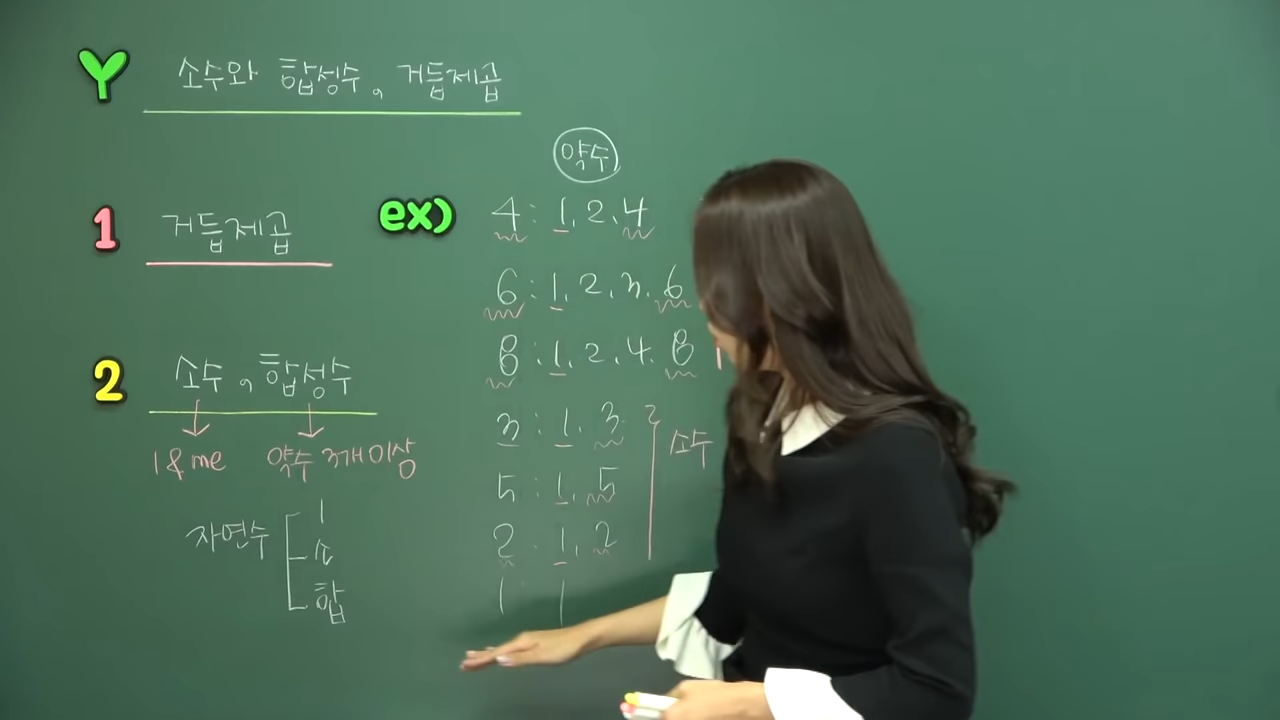 Y 소수와 합성수, 거듭제곱
1 거듭제곱
2 소수, 합성수
1 & me 약수 3개 이상
자연수
1
소
합
약수
ex) 4 : 1, 2, 4
6 : 1, 2, 3, 6
8 : 1, 2, 4, 8
3 : 1, 3
5 : 1, 5
2 : 1, 2
소수
1 1